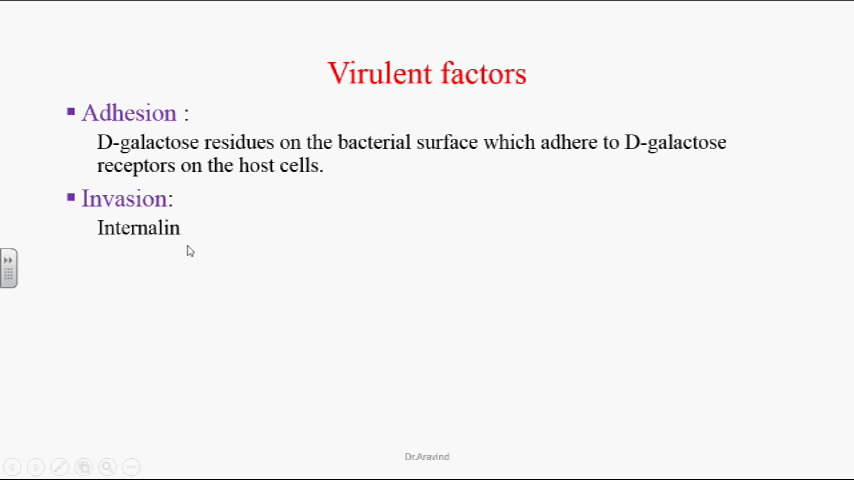 Virulent factors
▪ Adhesion :
D-galactose residues on the bacterial surface which adhere to D-galactose
receptors on the host cells.
▪ Invasion:
Internalin
Dr.Aravind